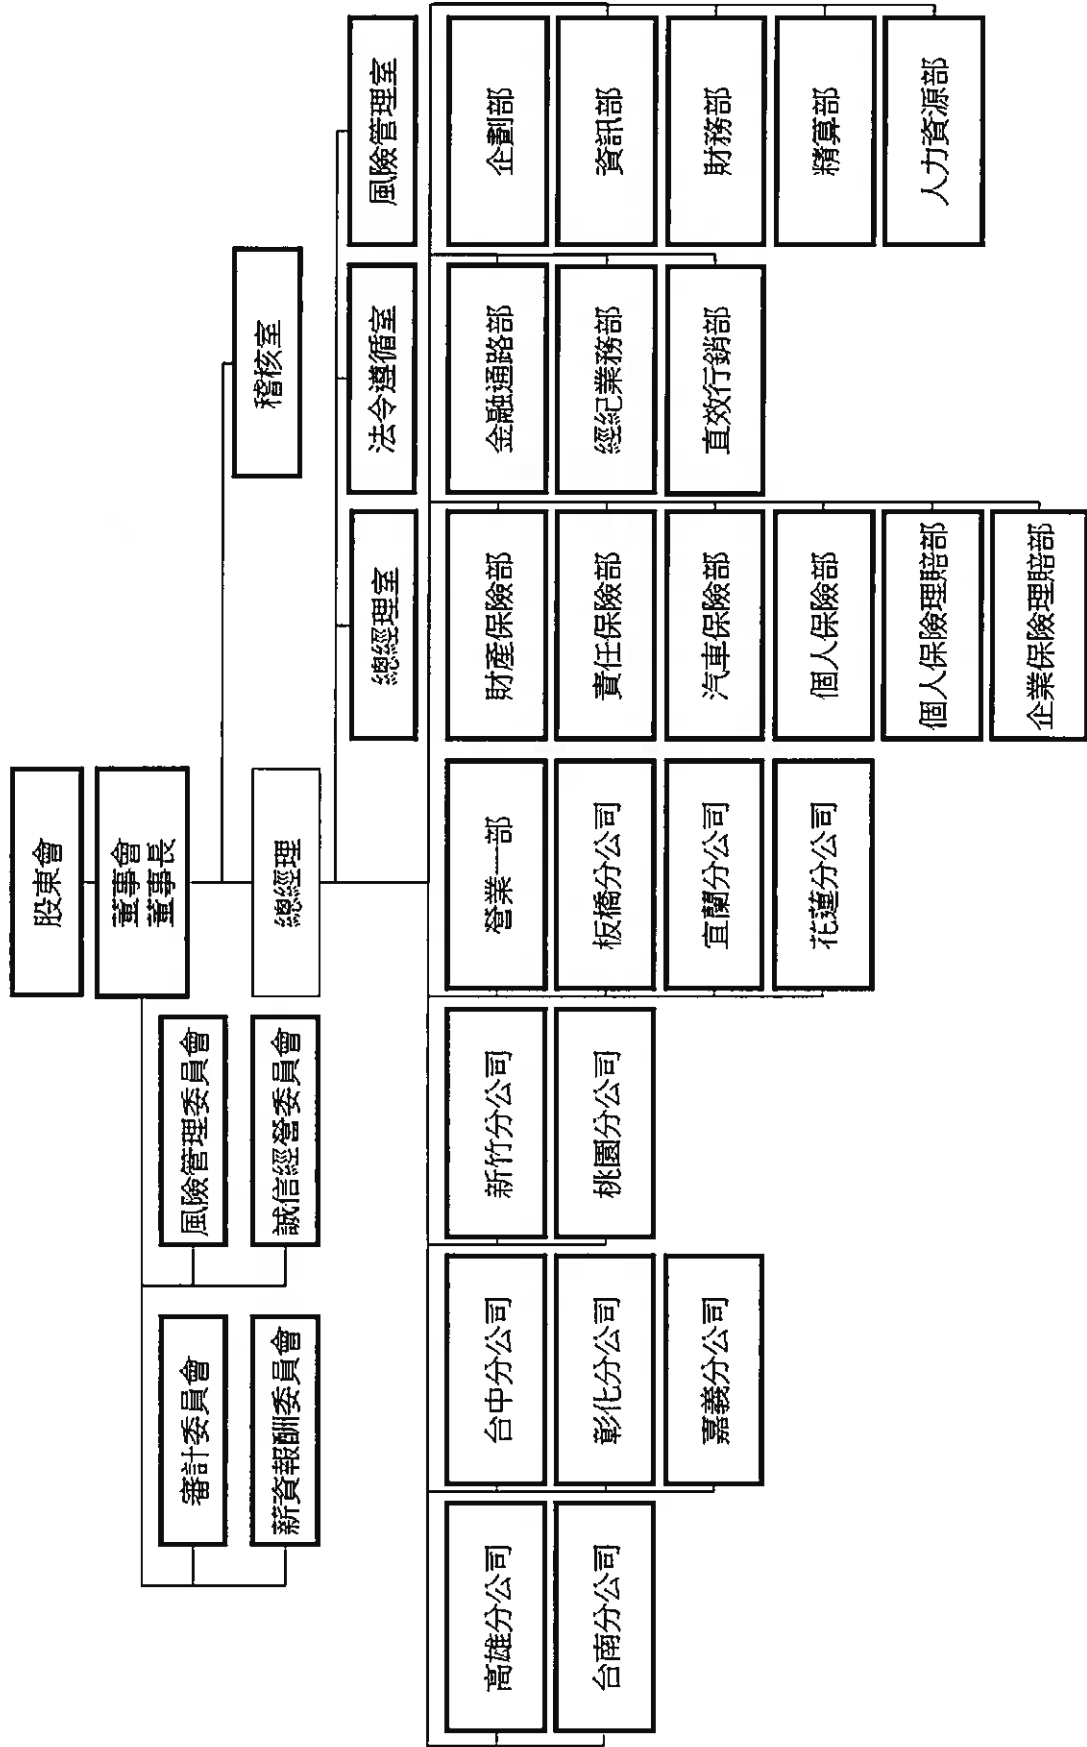 股東會
董事會
董事長
審計委員會
風險管理委員會
薪資報酬委員會
誠信經營委員會
總經理
稽核室
總經理室
法令遵循室
風險管理室
高雄分公司
台中分公司
新竹分公司
營業一部
財產保險部
金融通路部
企劃部
台南分公司
彰化分公司
桃園分公司
板橋分公司
責任保險部
經紀業務部
資訊部
嘉義分公司
宜蘭分公司
汽車保險部
直效行銷部
財務部
花蓮分公司
個人保險部
精算部
個人保險理賠部
人力資源部
企業保險理賠部